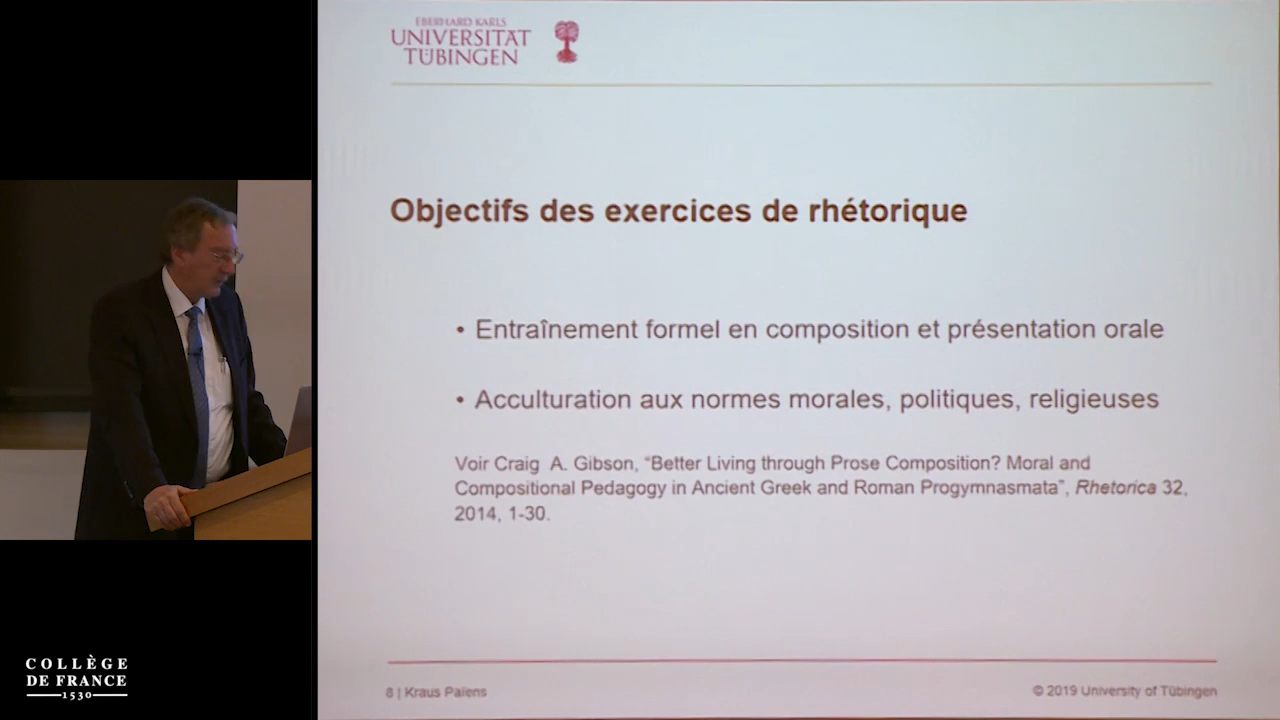 EBERHARD KARLS
UNIVERSITÄT
TÜBINGEN
Objectifs des exercices de rhétorique
• Entraînement formel en composition et présentation orale
• Acculturation aux normes morales, politiques, religieuses
Voir Craig A. Gibson, “Better Living through Prose Composition? Moral and
Compositional Pedagogy in Ancient Greek and Roman Progymnasmata”, Rhetorica 32,
2014, 1-30.
8 | Kraus Païens
© 2019 University of Tübingen
COLLÈGE
DE FRANCE
1530